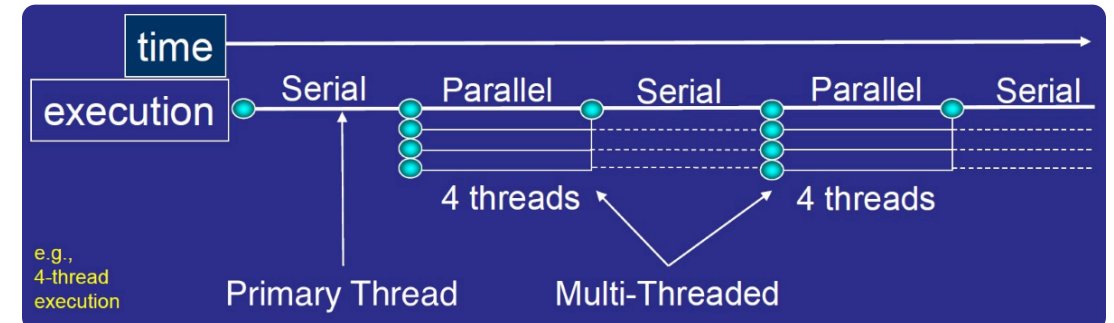 time
execution
Serial
Parallel
Serial
Parallel
Serial
4 threads
4 threads
e.g.,
4-thread
execution
Primary Thread
Multi-Threaded